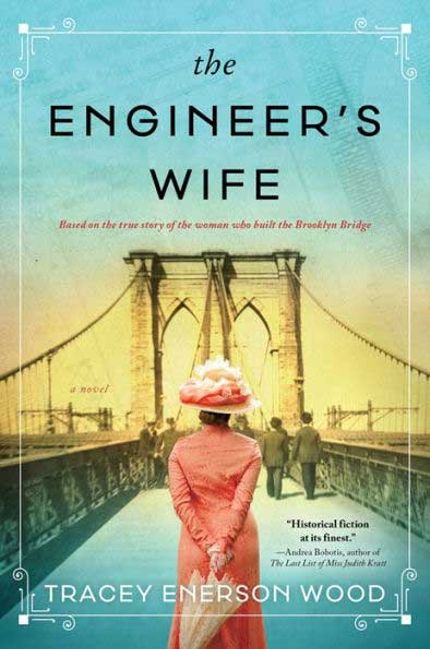 the
ENGINEER'S
WIFE
Based on the true story of the woman who built the Brooklyn Bridge
a novel
"Historical fiction
at its finest."
—Andrea Bobotis, author of
The Last List of Miss Judith Kratt
TRACEY ENERSON WOOD